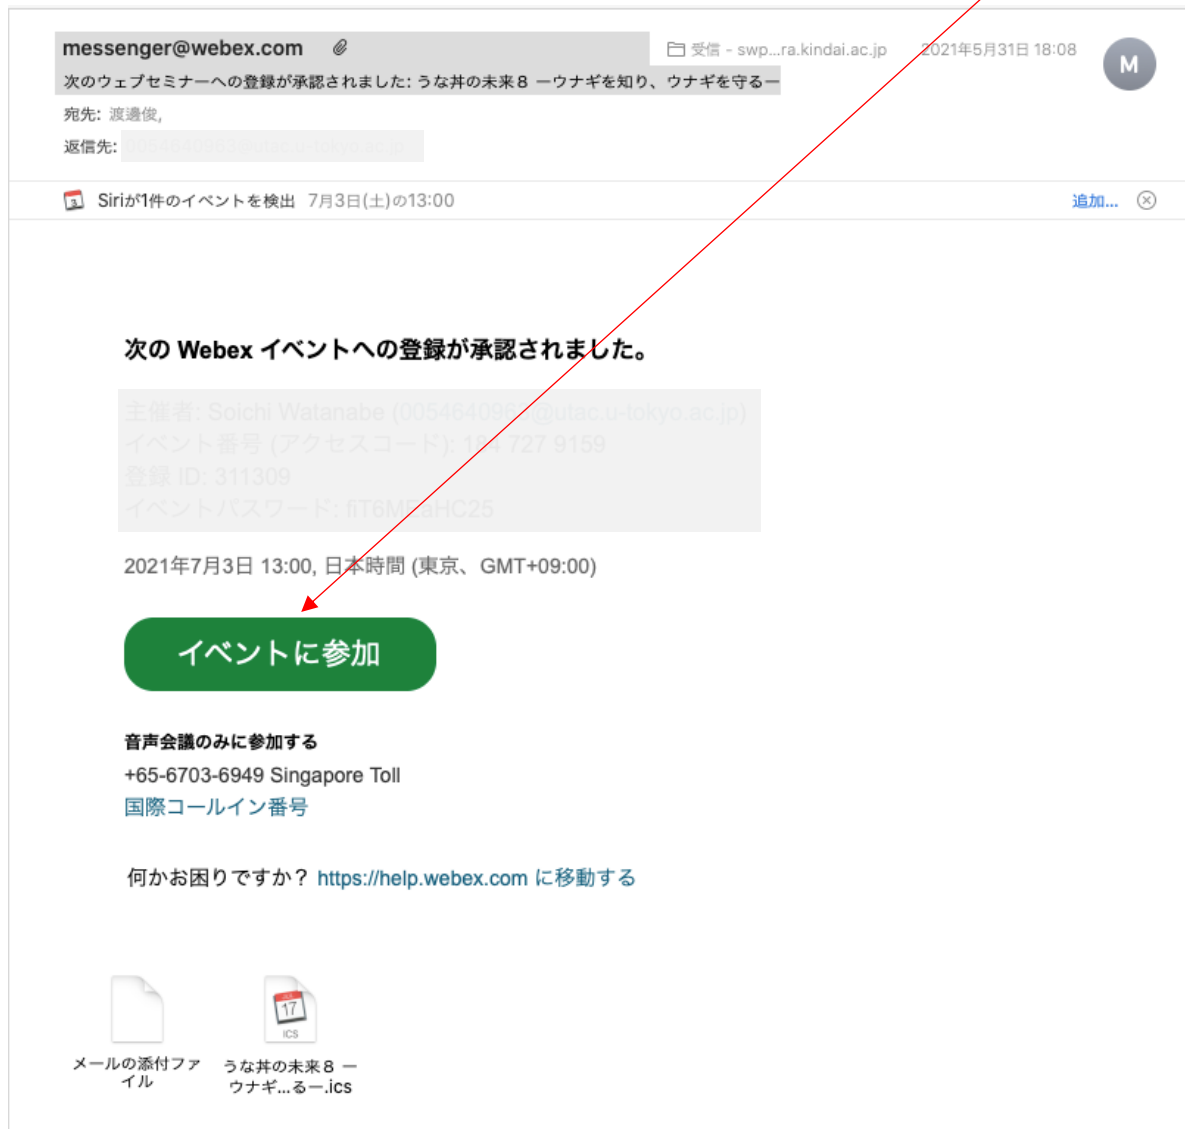 messenger@webex.com
受信 - swp...ra.kindai.ac.jp
2021年5月31日 18:08
M
次のウェブセミナーへの登録が承認されました: うな丼の未来８ ーウナギを知り、ウナギを守るー
宛先: 渡邊俊,
返信先:
Siriが1件のイベントを検出 7月3日(土)の13:00
追加...
次の Webex イベントへの登録が承認されました。
2021年7月3日 13:00, 日本時間 (東京、GMT+09:00)
イベントに参加
音声会議のみに参加する
+65-6703-6949 Singapore Toll
国際コールイン番号
何かお困りですか？ https://help.webex.com に移動する
17
ICS
メールの添付ファ
イル
うな丼の未来８ ー
ウナギ...るー.ics